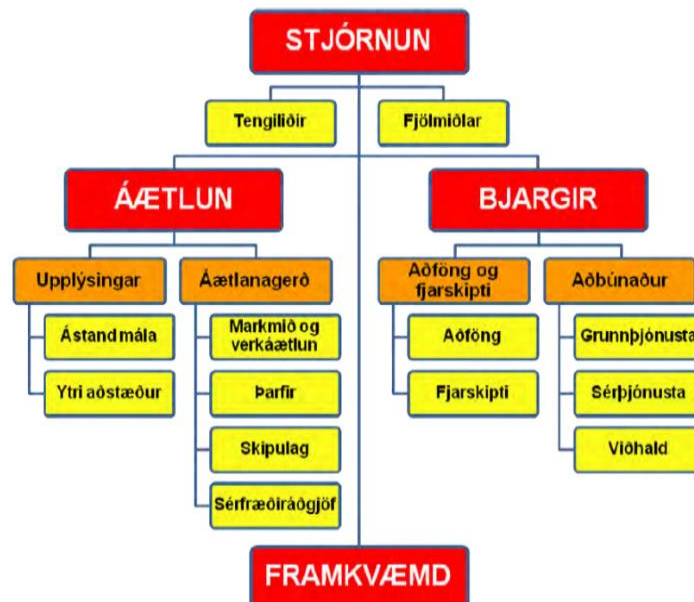 STJÓRNUN
Tengiliðir
Fjölmiðlar
ÁÆTLUN
BJARGIR
Upplýsingar
Áætlanagerð
Aðföng og
fjarskipti
Aðbúnaður
Ástand mála
Markmið og
verkáætlun
Aðföng
Grunnþjónusta
Ytri aðstæður
Þarfir
Fjarskipti
Sérþjónusta
Skipulag
Viðhald
Sérfræðiráðgjöf
FRAMKVÆMD